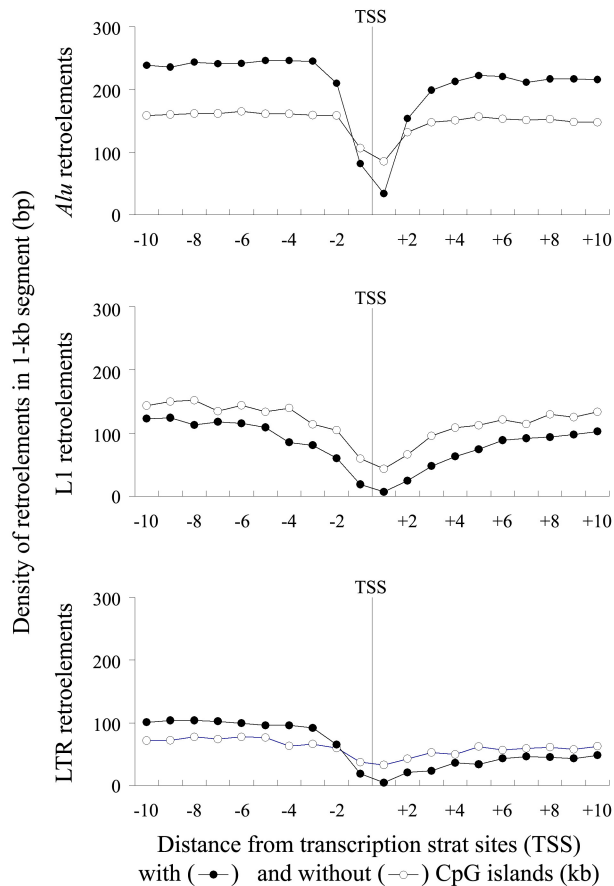 TSS
300
200
100
0
-10 -8 -6 -4 -2 +2 +4 +6 +8 +10
Alu retroelements
TSS
300
200
100
0
-10 -8 -6 -4 -2 +2 +4 +6 +8 +10
L1 retroelements
TSS
300
200
100
0
-10 -8 -6 -4 -2 +2 +4 +6 +8 +10
LTR retroelements
Density of retroelements in 1-kb segment (bp)
Distance from transcription strat sites (TSS)
with ( ) and without ( ) CpG islands (kb)